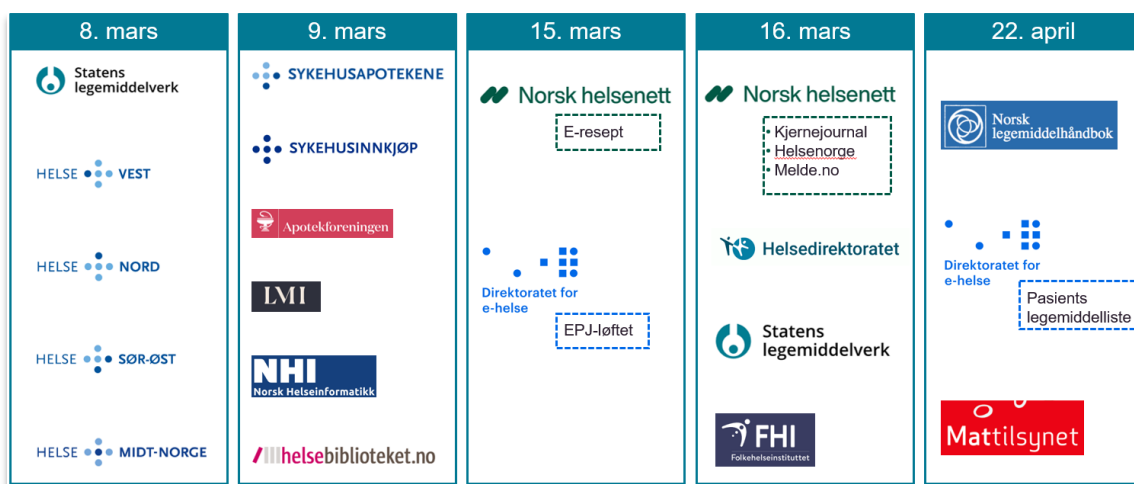 8. mars
Statens
legemiddelverk
HELSE VEST
HELSE NORD
HELSE SØR-ØST
HELSE MIDT-NORGE
9. mars
SYKEHUSAPOTEKENE
SYKEHUSINNKJØP
Apotekforeningen
LMI
NHI
Norsk Helseinformatikk
helsebiblioteket.no
15. mars
Norsk helsenett
E-resept
Direktoratet for
e-helse
EPJ-løftet
16. mars
Norsk helsenett
• Kjernejournal
• Helsenorge
• Melde.no
Helsedirektoratet
Statens
legemiddelverk
FHI
Folkehelseinstituttet
22. april
Norsk
legemiddelhåndbok
Direktoratet for
e-helse
Pasients
legemiddelliste
Mattilsynet